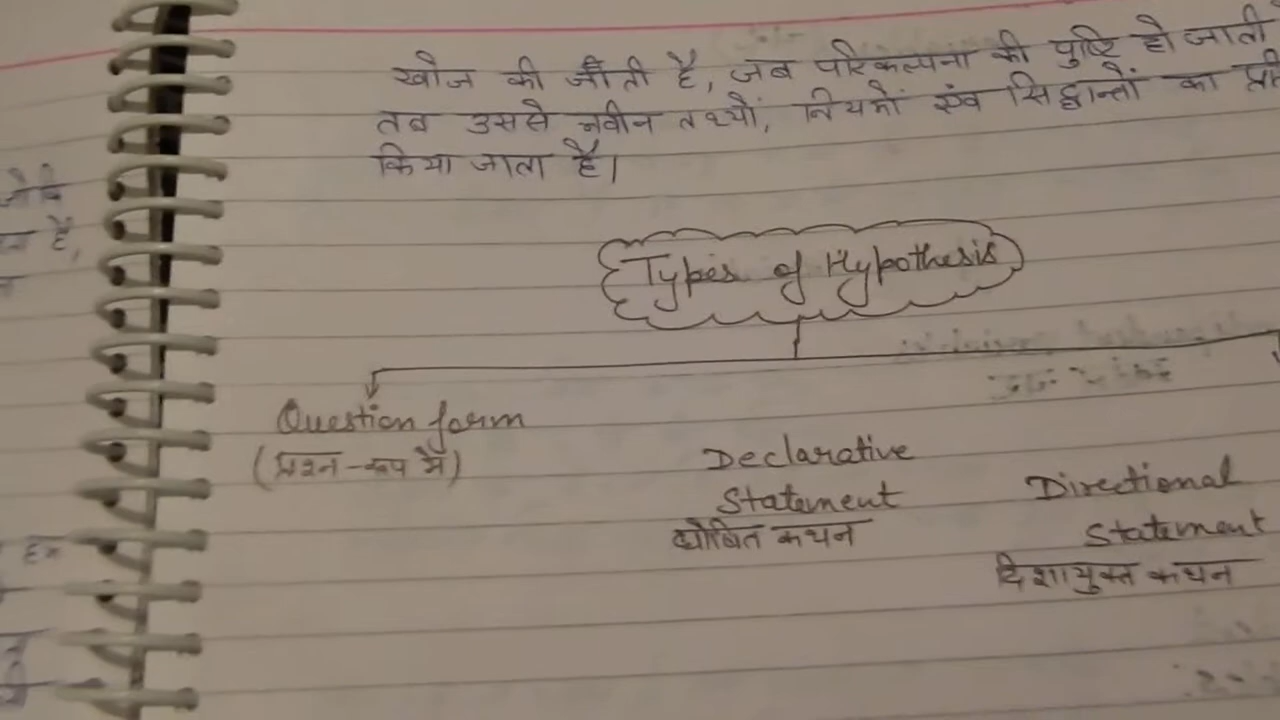 खोज की जाती है, जब परिकल्पना की पुष्टि हो जाती
तब उससे नवीन तथ्यों, नियमों एंव सिद्धान्तों का
किया जाता है।
Types of Hypothesis
Question form
(प्रश्न-रूप में)
Declarative
Statement
घोषित कथन
Directional
Statement
दिशायुक्त कथन